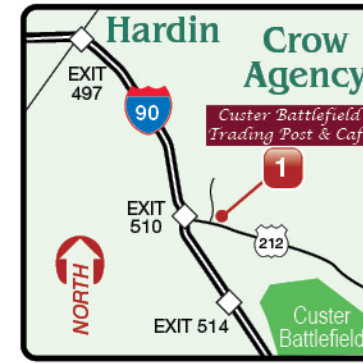 Hardin
Crow
Agency
EXIT
497
90
Custer Battlefield
Trading Post & Caf
1
EXIT
510
212
NORTH
EXIT 514
Custer
Battlefield